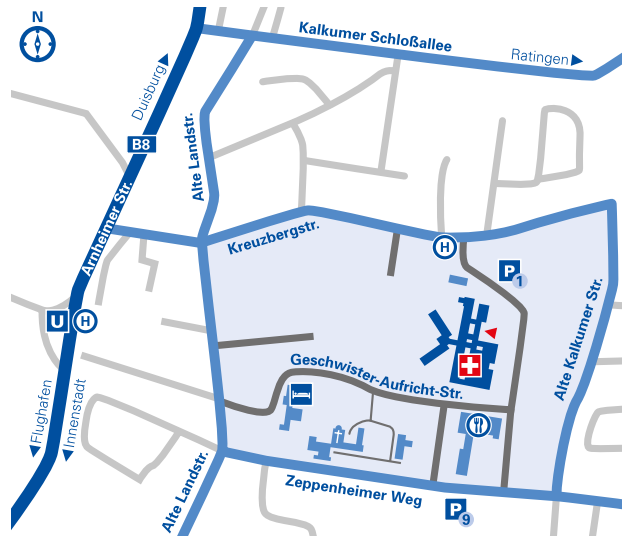 N
Kalkumer Schloßallee
Ratingen
Duisburg
B8
Alte Landstr.
Arnheimer Str.
Kreuzbergstr.
H
P
1
U
H
Alte Kalkumer Str.
Geschwister-Aufricht-Str.
Flughafen
Innenstadt
Alte Landstr.
Zeppenheimer Weg
P
9